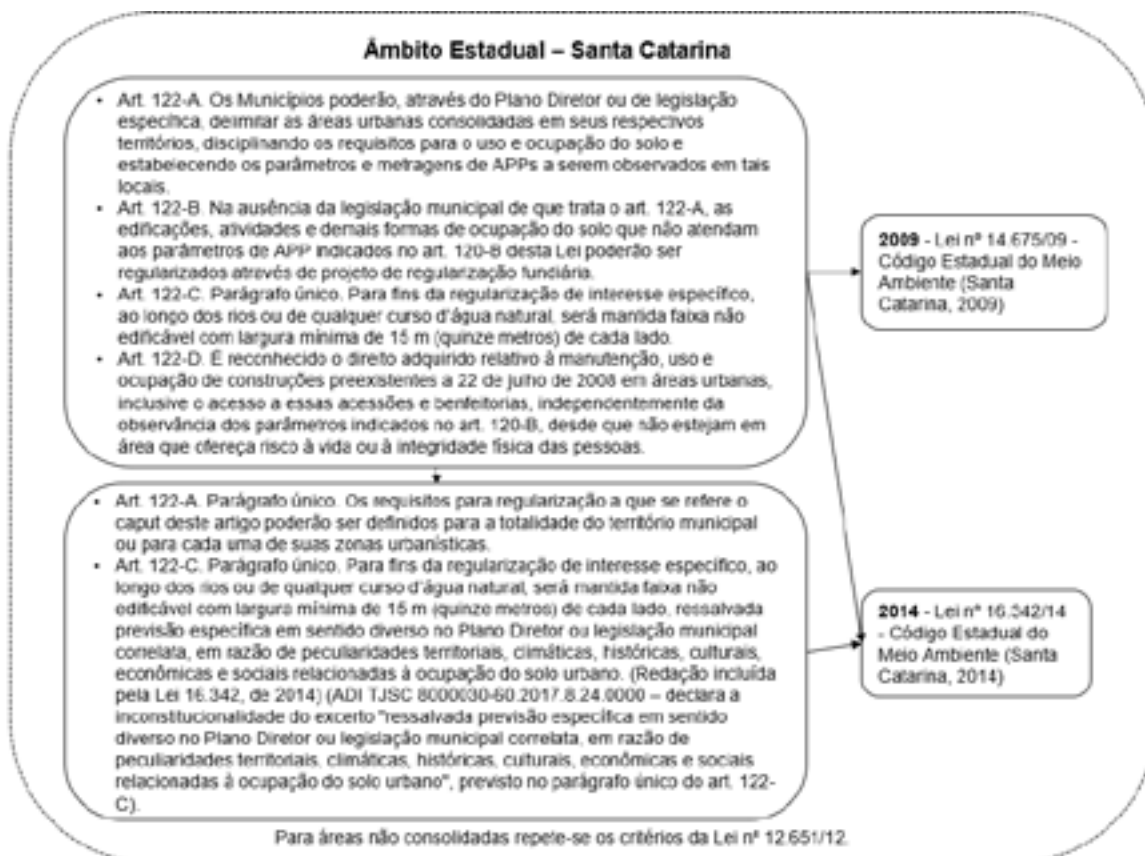 Âmbito Estadual – Santa Catarina
• Art. 122-A. Os Municípios poderão, através do Plano Diretor ou de legislação
específica, delimitar as áreas urbanas consolidadas em seus respectivos
territórios, disciplinando os requisitos para o uso e ocupação do solo e
estabelecendo os parâmetros e metragens de APPs a serem observados em tais
locais.
• Art. 122-B. Na ausência da legislação municipal de que trata o art. 122-A, as
edificações, atividades e demais formas de ocupação do solo que não atendam
aos parâmetros de APP indicados no art. 120-B desta Lei poderão ser
regularizados através de projeto de regularização fundiária.
• Art. 122-C. Parágrafo único. Para fins da regularização de interesse específico,
ao longo dos rios ou de qualquer curso d'água natural, será mantida faixa não
edificável com largura mínima de 15 m (quinze metros) de cada lado.
• Art. 122-D. É reconhecido o direito adquirido relativo à manutenção, uso e
ocupação de construções preexistentes a 22 de julho de 2008 em áreas urbanas,
inclusive o acesso a essas acessões e benfeitorias, independentemente da
observância dos parâmetros indicados no art. 120-B, desde que não estejam em
área que ofereça risco à vida ou à integridade física das pessoas.
2009 - Lei nº 14.675/09 -
Código Estadual do Meio
Ambiente (Santa
Catarina, 2009)
• Art. 122-A. Parágrafo único. Os requisitos para regularização a que se refere o
caput deste artigo poderão ser definidos para a totalidade do território municipal
ou para cada uma de suas zonas urbanísticas.
• Art. 122-C. Parágrafo único. Para fins da regularização de interesse específico, ao
longo dos rios ou de qualquer curso d'água natural, será mantida faixa não
edificável com largura mínima de 15 m (quinze metros) de cada lado, ressalvada
previsão específica em sentido diverso no Plano Diretor ou legislação municipal
correlata, em razão de peculiaridades territoriais, climáticas, históricas, culturais,
econômicas e sociais relacionadas à ocupação do solo urbano. (Redação incluída
pela Lei 16.342, de 2014) (ADI TJSC 8000030-60.2017.8.24.0000 – declara a
inconstitucionalidade do excerto "ressalvada previsão específica em sentido
diverso no Plano Diretor ou legislação municipal correlata, em razão de
peculiaridades territoriais, climáticas, históricas, culturais, econômicas e sociais
relacionadas à ocupação do solo urbano", previsto no parágrafo único do art. 122-
C).
2014 - Lei nº 16.342/14
- Código Estadual do
Meio Ambiente (Santa
Catarina, 2014)
Para áreas não consolidadas repete-se os critérios da Lei nº 12.651/12.